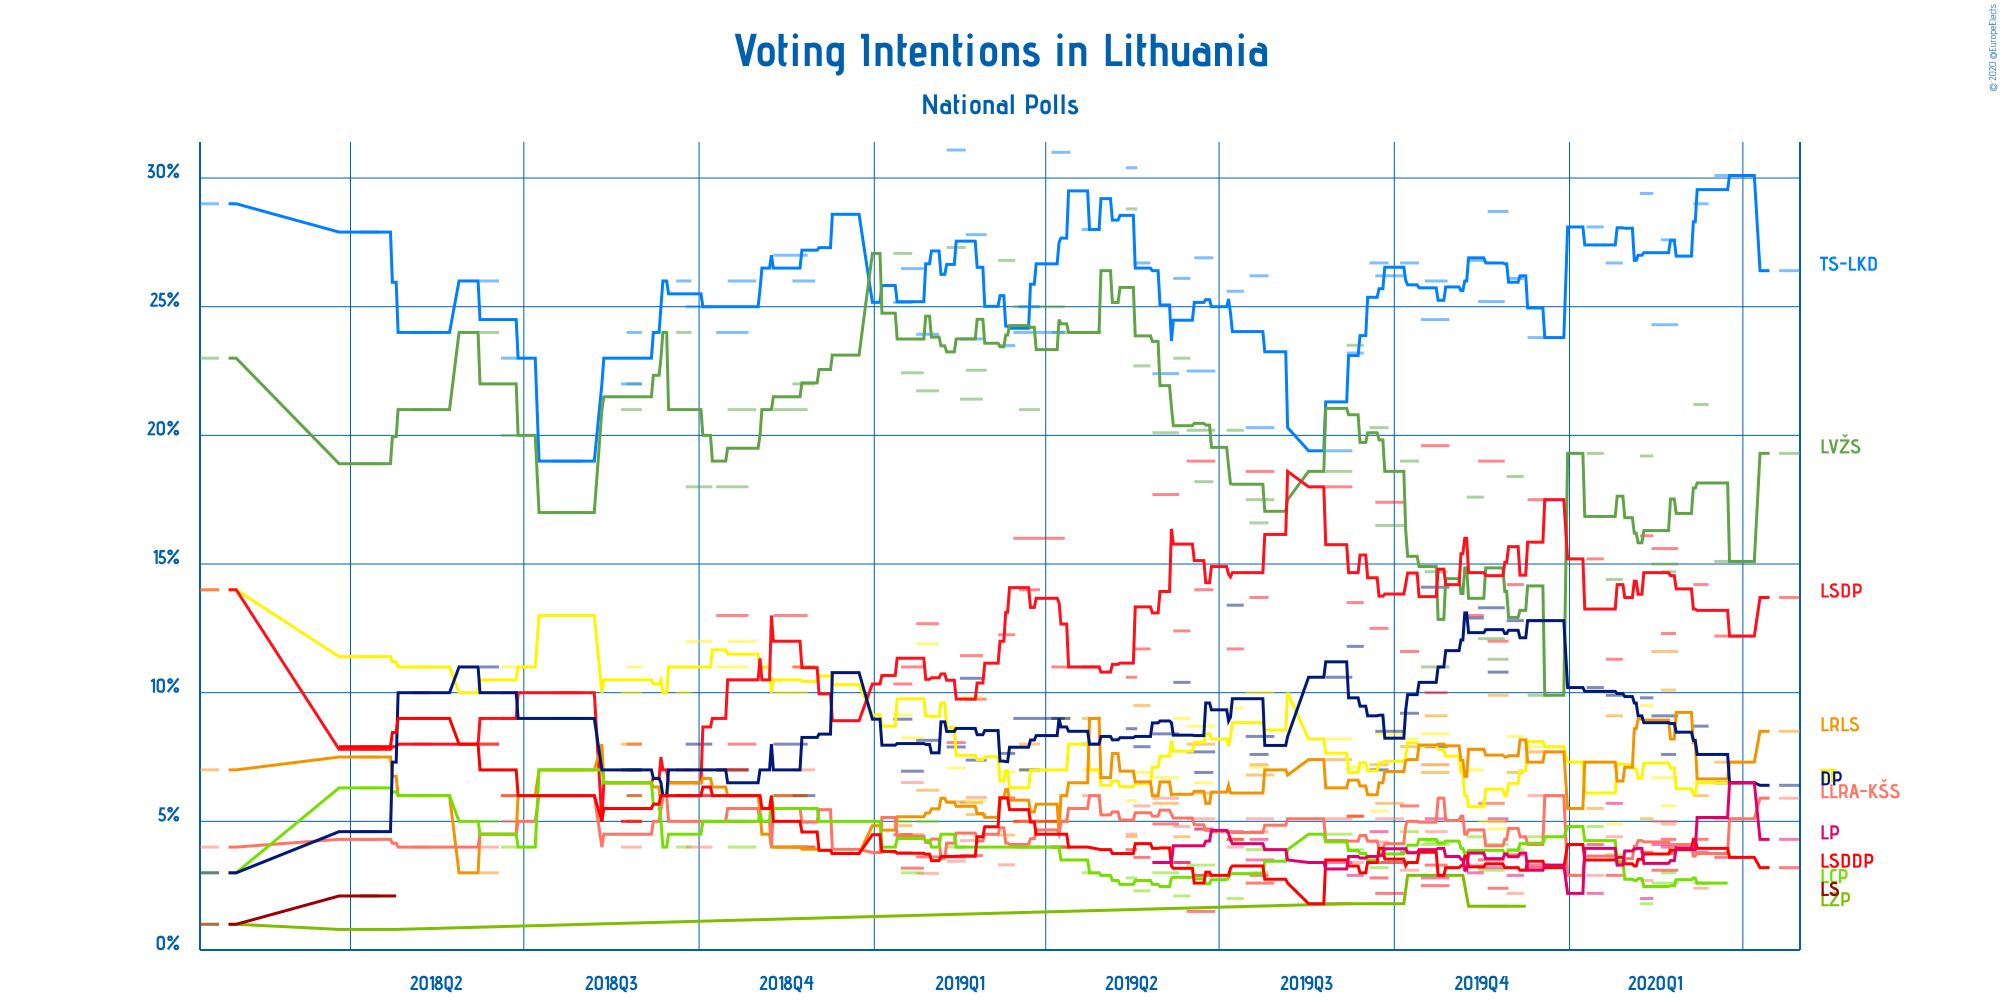 Voting Intentions in Lithuania
National Polls
© 2020 @EuropeElects
30%
25%
20%
15%
10%
5%
0%
TS-LKD
LVŽS
LSDP
LRLS
DP
LLRA-KŠS
LP
LSDDP
LCP
LS
LŽP
2018Q2
2018Q3
2018Q4
2019Q1
2019Q2
2019Q3
2019Q4
2020Q1